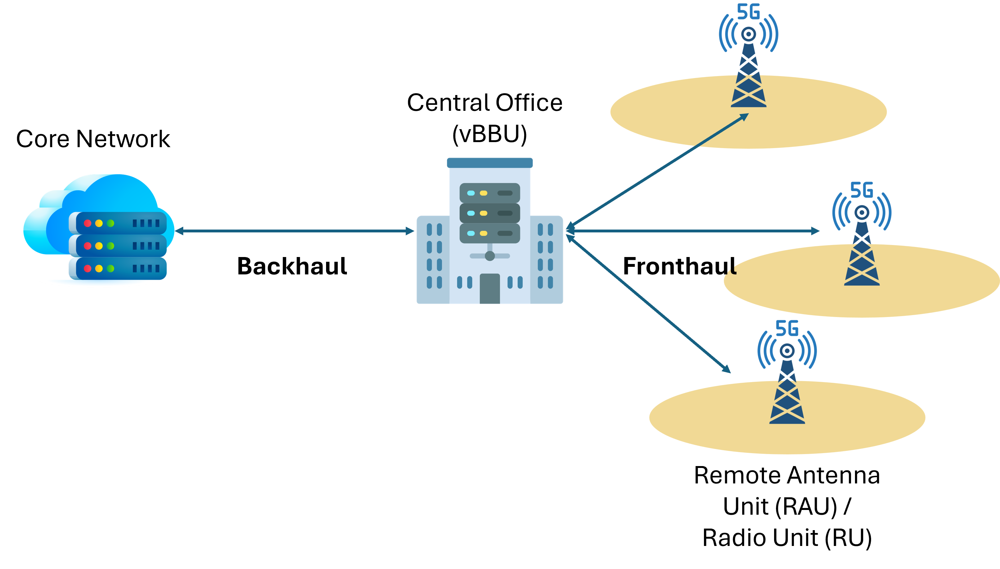 5G
Central Office
(vBBU)
Core Network
5G
Backhaul
Fronthaul
5G
Remote Antenna
Unit (RAU) /
Radio Unit (RU)